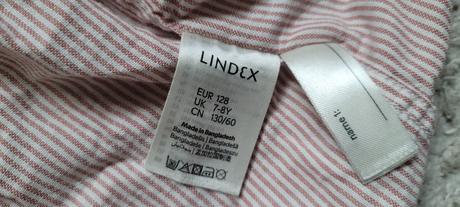 LINDEX
EUR 128
UK 7-8Y
CN 130/60
Made in Bangladesh
name !: